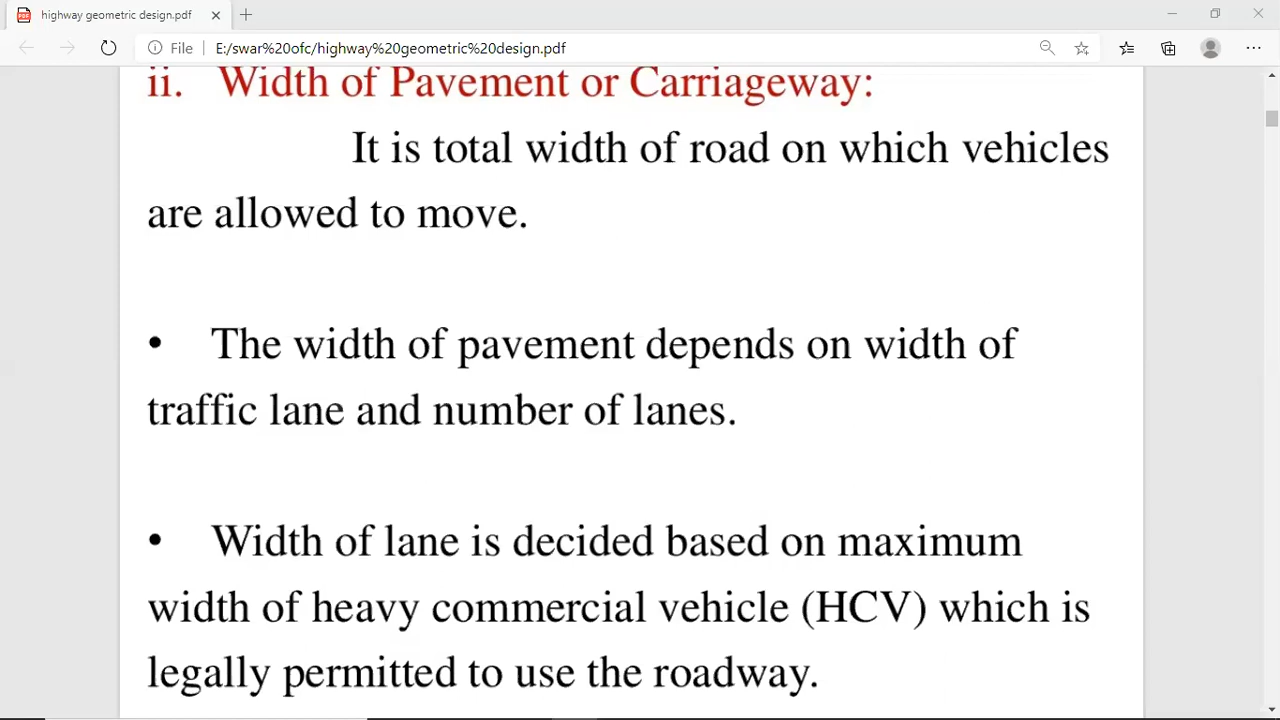 highway geometric design.pdf
File E:/swar%20ofc/highway%20geometric%20design.pdf
ii. Width of Pavement or Carriageway:
It is total width of road on which vehicles
are allowed to move.
• The width of pavement depends on width of
traffic lane and number of lanes.
• Width of lane is decided based on maximum
width of heavy commercial vehicle (HCV) which is
legally permitted to use the roadway.